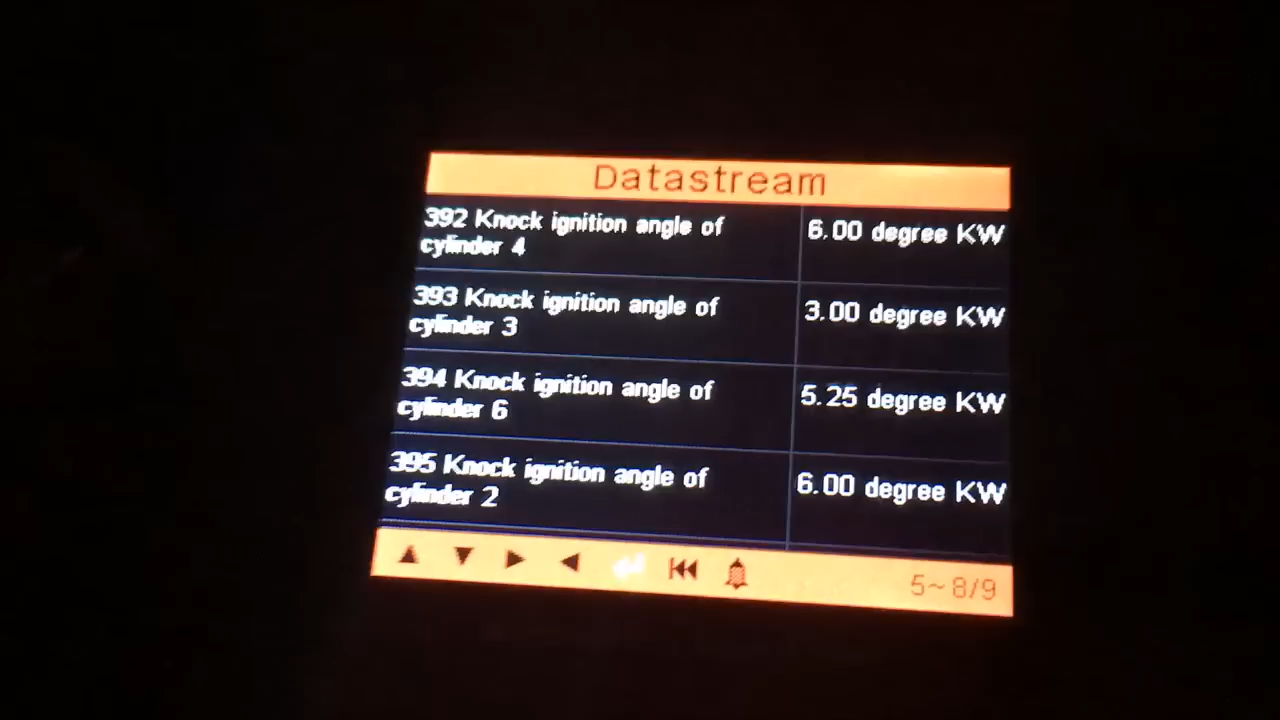 Datastream
392 Knock ignition angle of
cylinder 4
6.00 degree KW
393 Knock ignition angle of
cylinder 3
3.00 degree KW
394 Knock ignition angle of
cylinder 6
5.25 degree KW
395 Knock ignition angle of
cylinder 2
6.00 degree KW
5~8/9